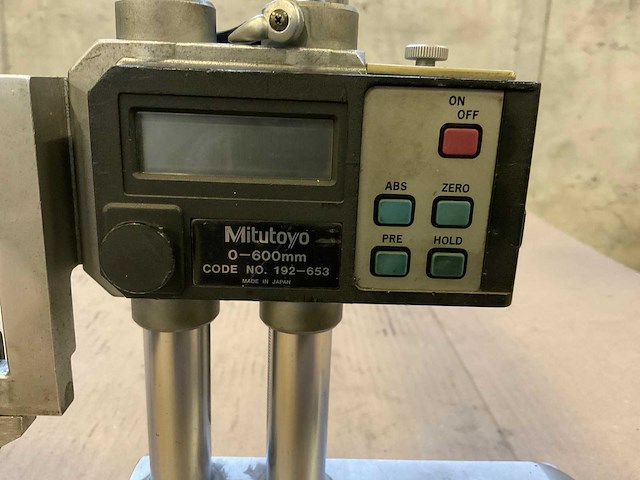 ON
OFF
ABS ZERO
PRE HOLD
Mitutoyo
0-600mm
CODE NO. 192-653
MADE IN JAPAN